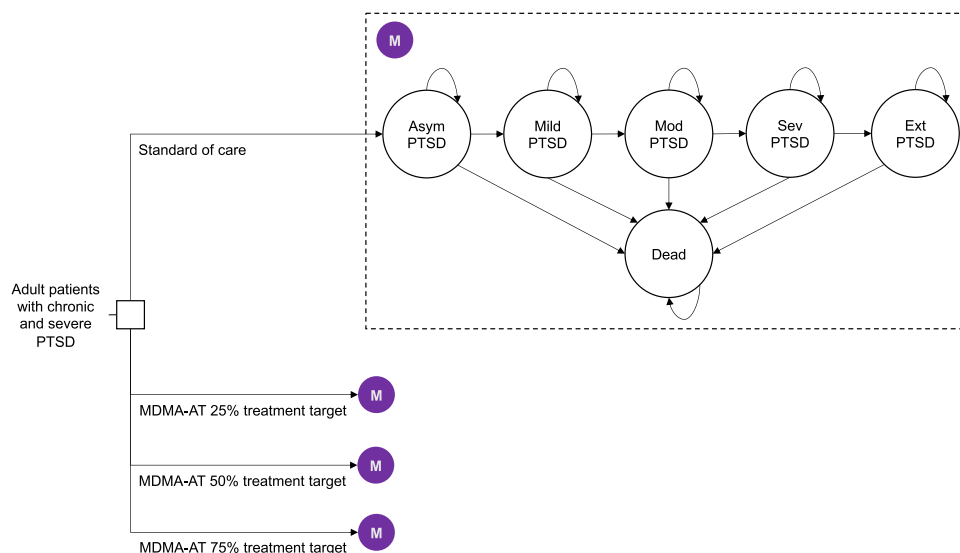 M
Asym
PTSD
Mild
PTSD
Mod
PTSD
Sev
PTSD
Ext
PTSD
Standard of care
Dead
Adult patients
with chronic
and severe
PTSD
M
MDMA-AT 25% treatment target
M
MDMA-AT 50% treatment target
M
MDMA-AT 75% treatment target